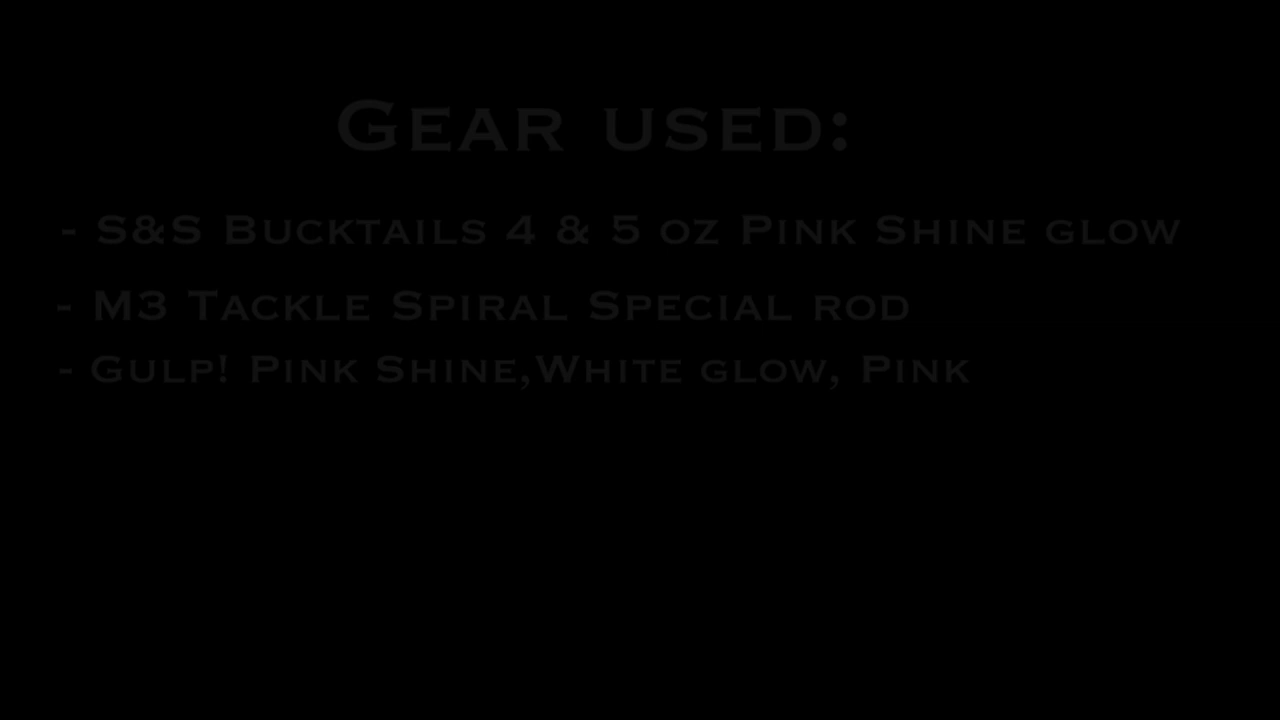 Gear used:
- S&S Bucktails 4 & 5 oz Pink Shine glow
- M3 Tackle Spiral Special rod
- Gulp! Pink Shine,White glow, Pink